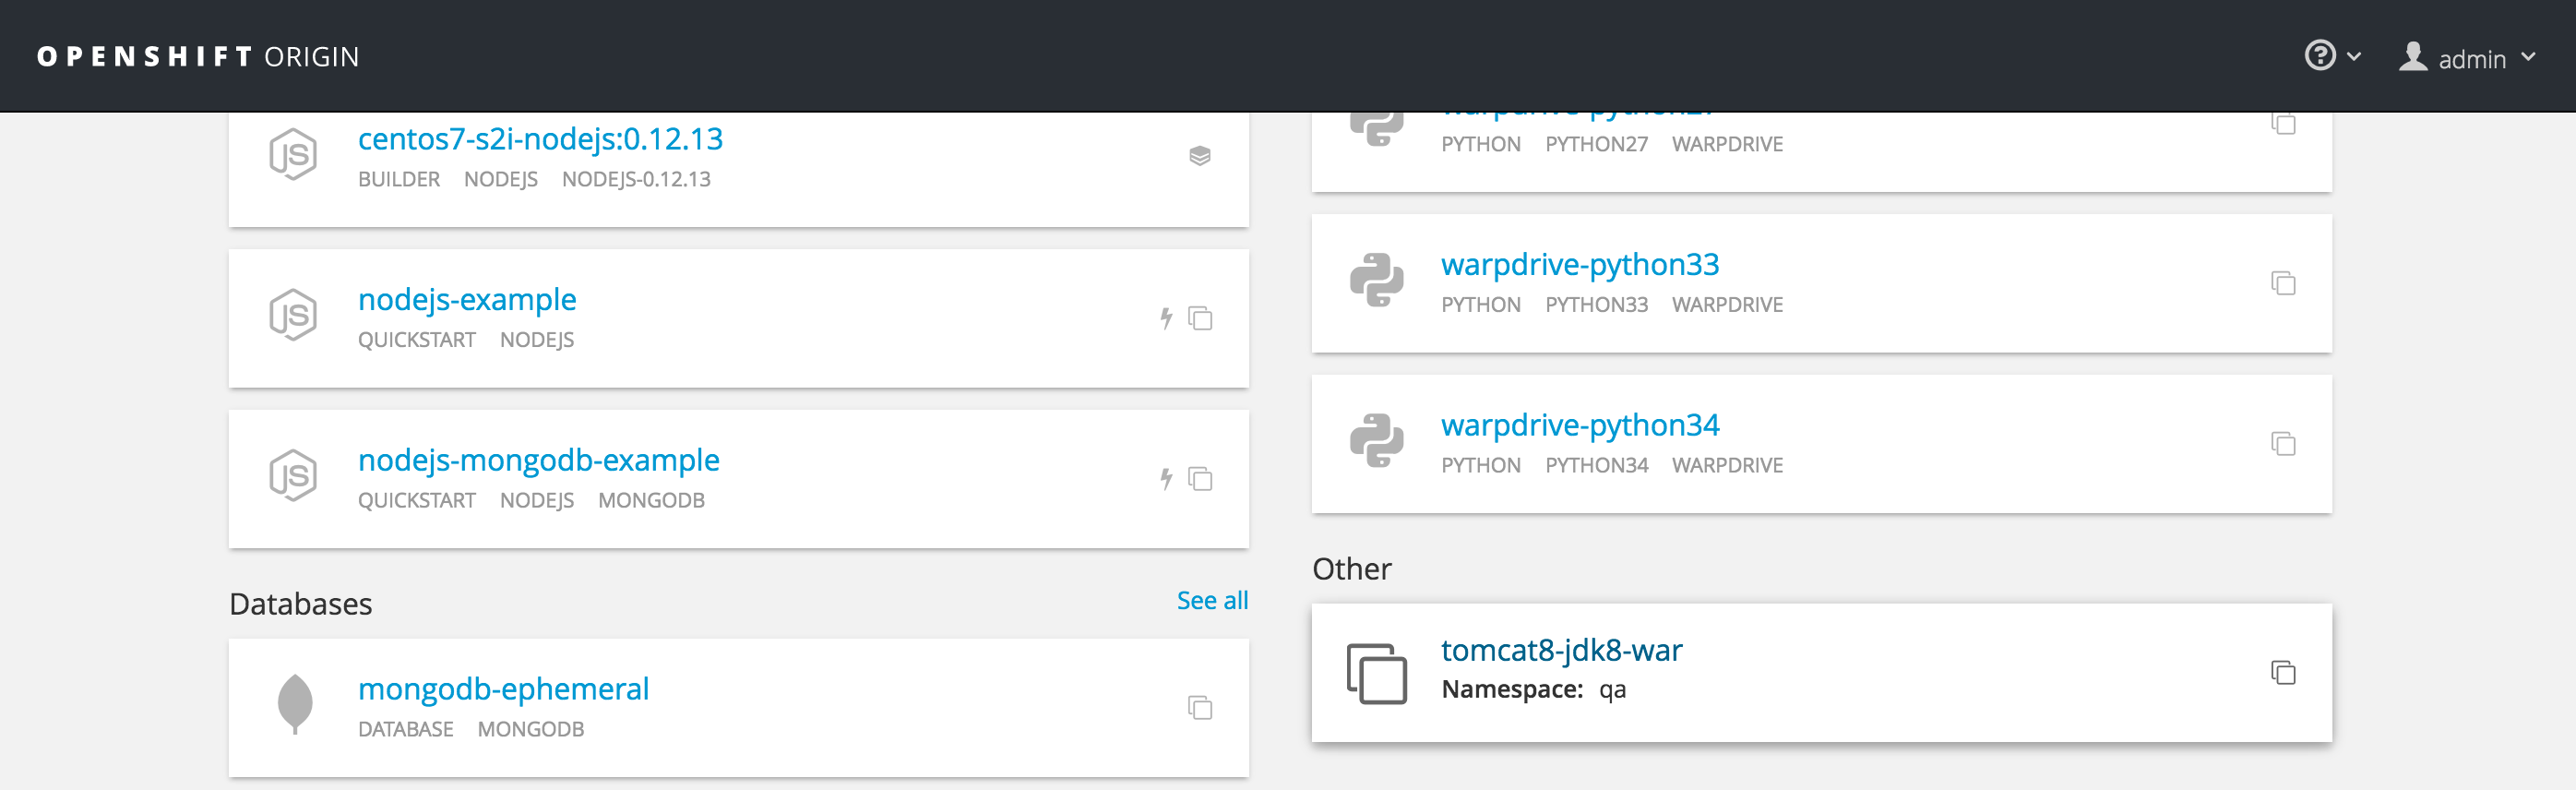 OPENSHIFT ORIGIN
admin
centos7-s2i-nodejs:0.12.13
BUILDER NODEJS NODEJS-0.12.13
nodejs-example
QUICKSTART NODEJS
nodejs-mongodb-example
QUICKSTART NODEJS MONGODB
Databases See all
mongodb-ephemeral
DATABASE MONGODB
warpdrive-python27
PYTHON PYTHON27 WARPDRIVE
warpdrive-python33
PYTHON PYTHON33 WARPDRIVE
warpdrive-python34
PYTHON PYTHON34 WARPDRIVE
Other
tomcat8-jdk8-war
Namespace: qa